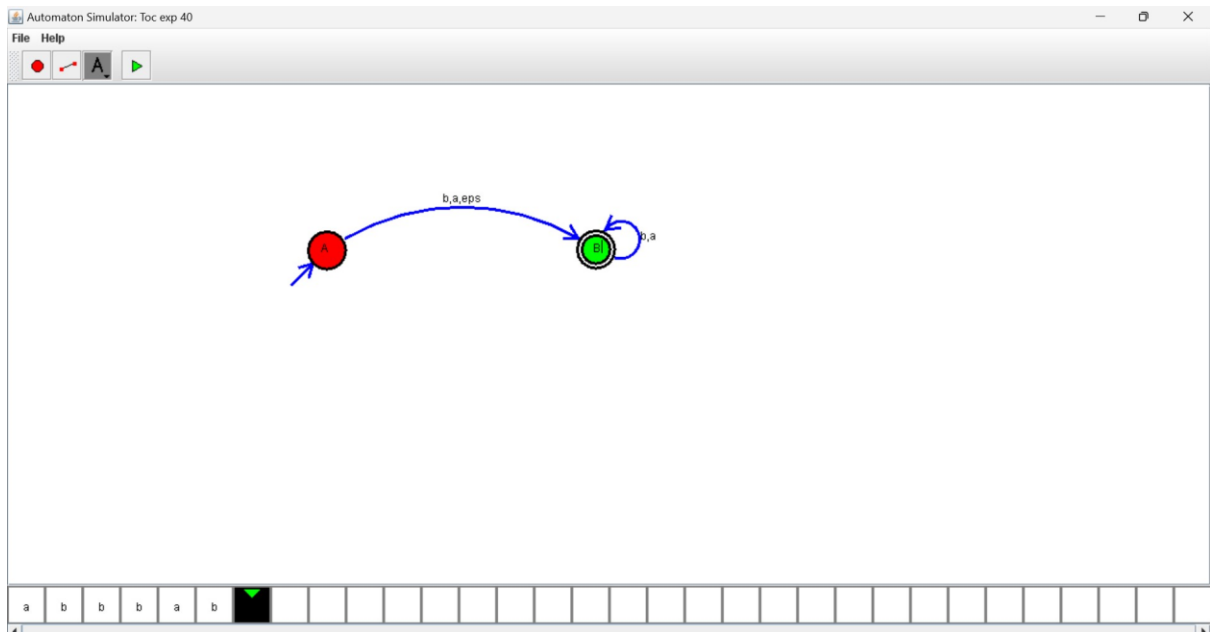 Automaton Simulator: Toc exp 40
File Help
A
b,a,eps
A
B
b,a
a b b b a b